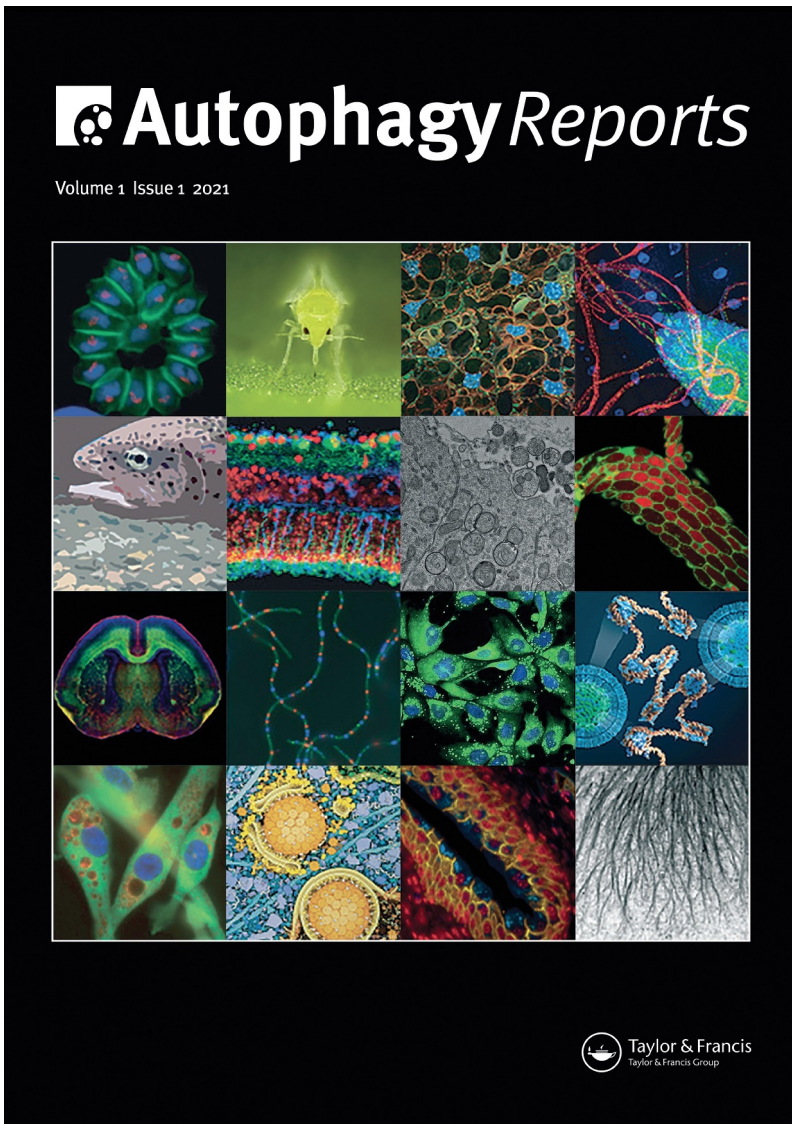 Autophagy Reports
Volume 1 Issue 1 2021
Taylor & Francis
Taylor & Francis Group